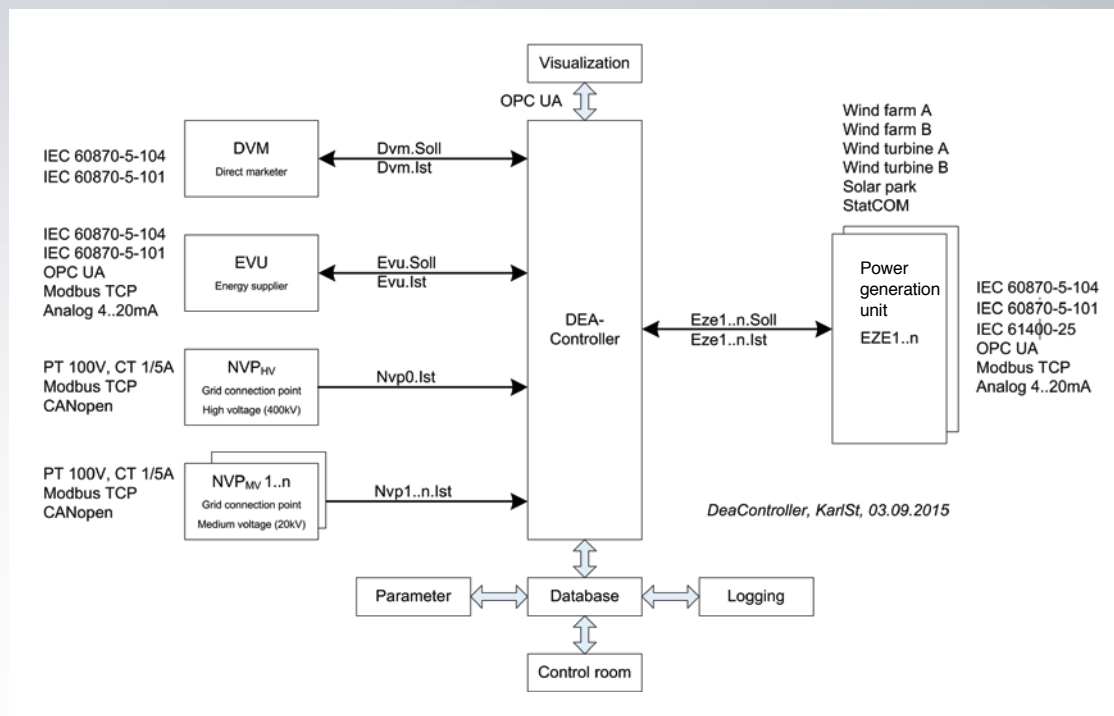 Visualization
OPC UA
IEC 60870-5-104
IEC 60870-5-101
DVM
Direct marketer
Dvm.Soll
Dvm.Ist
IEC 60870-5-104
IEC 60870-5-101
OPC UA
Modbus TCP
Analog 4..20mA
EVU
Energy supplier
Evu.Soll
Evu.Ist
PT 100V, CT 1/5A
Modbus TCP
CANopen
NVPHV
Grid connection point
High voltage (400kV)
Nvp0.Ist
PT 100V, CT 1/5A
Modbus TCP
CANopen
NVPMV 1..n
Grid connection point
Medium voltage (20kV)
Nvp1..n.Ist
DEA-
Controller
Eze1..n.Soll
Eze1..n.Ist
Wind farm A
Wind farm B
Wind turbine A
Wind turbine B
Solar park
StatCOM
Power
generation
unit
EZE1..n
IEC 60870-5-104
IEC 60870-5-101
IEC 61400-25
OPC UA
Modbus TCP
Analog 4..20mA
DeaController, KarlSt, 03.09.2015
Parameter
Database
Logging
Control room